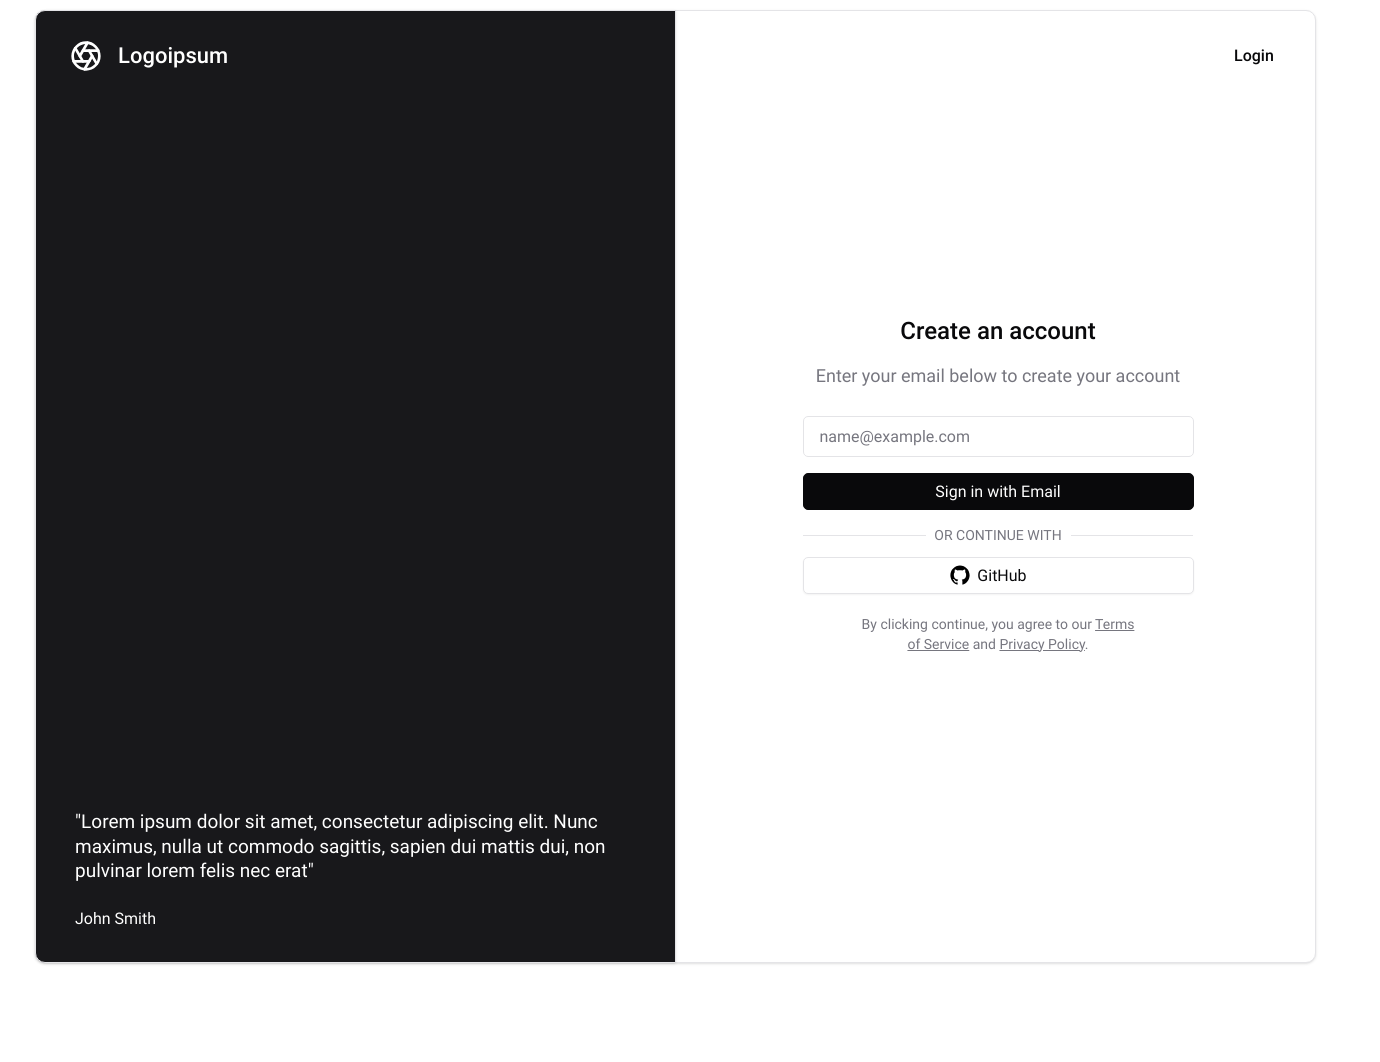 Logoipsum
Login
Create an account
Enter your email below to create your account
name@example.com
Sign in with Email
OR CONTINUE WITH
GitHub
By clicking continue, you agree to our Terms
of Service and Privacy Policy.
"Lorem ipsum dolor sit amet, consectetur adipiscing elit. Nunc
maximus, nulla ut commodo sagittis, sapien dui mattis dui, non
pulvinar lorem felis nec erat"
John Smith